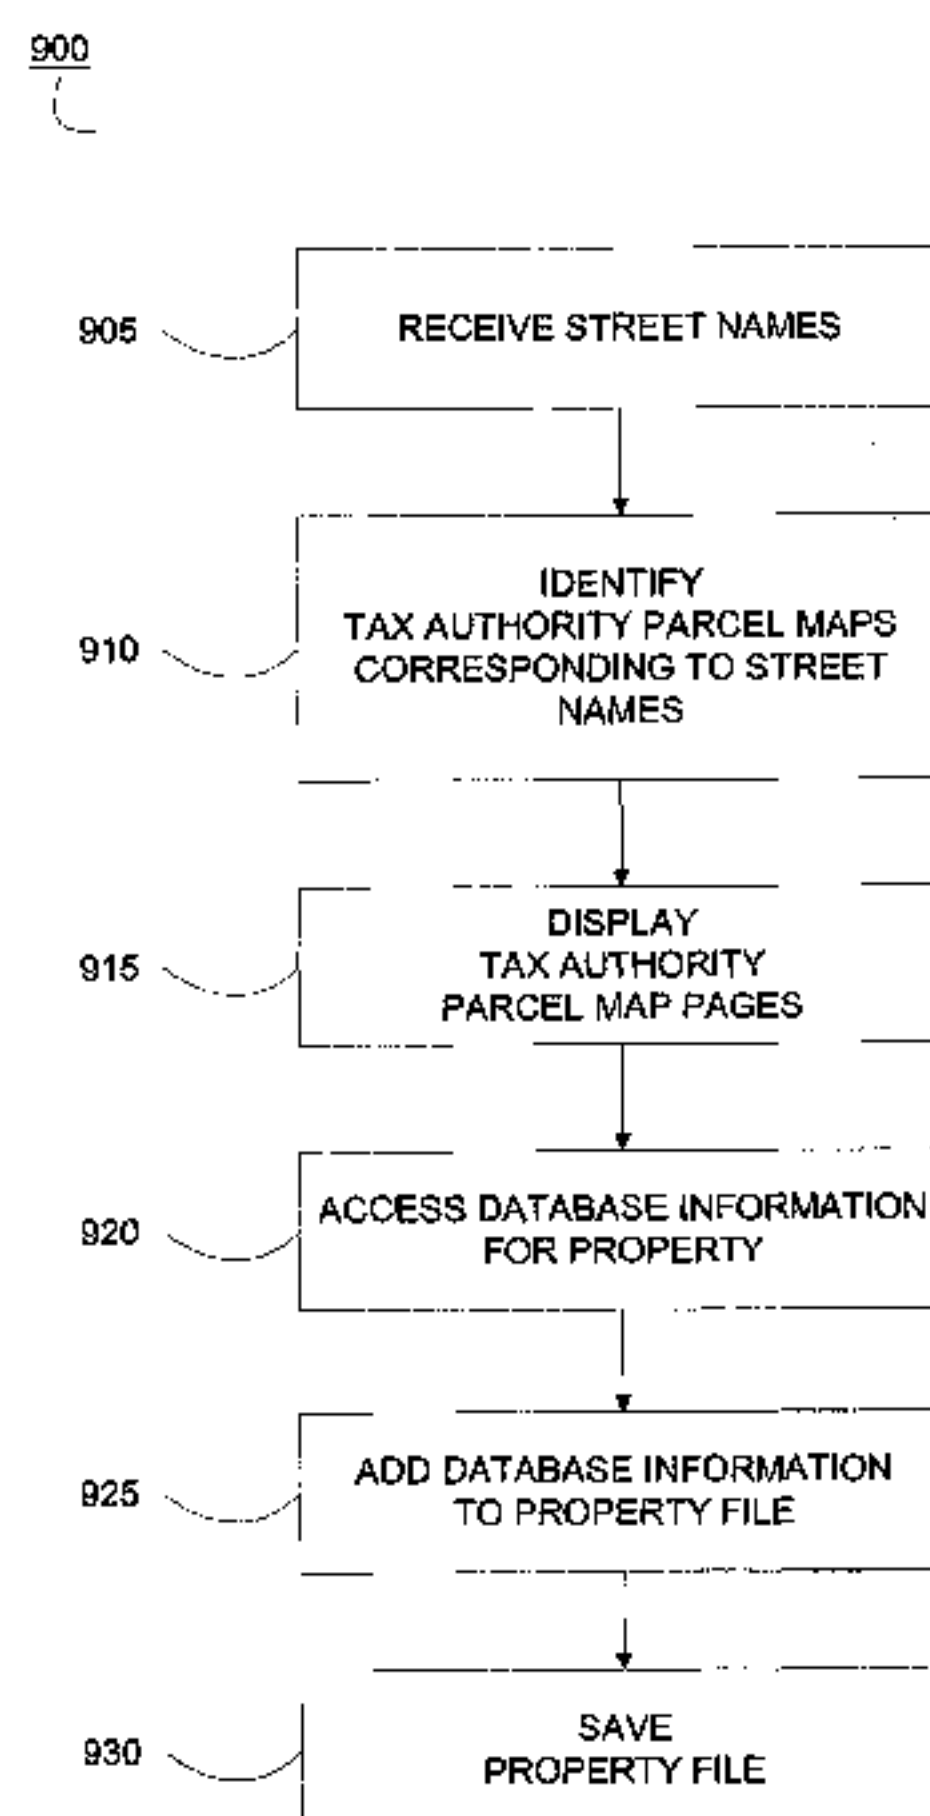 900
905
RECEIVE STREET NAMES
910
IDENTIFY
TAX AUTHORITY PARCEL MAPS
CORRESPONDING TO STREET
NAMES
915
DISPLAY
TAX AUTHORITY
PARCEL MAP PAGES
920
ACCESS DATABASE INFORMATION
FOR PROPERTY
925
ADD DATABASE INFORMATION
TO PROPERTY FILE
930
SAVE
PROPERTY FILE